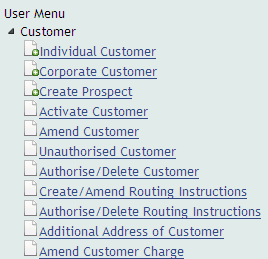 User Menu
Customer
Individual Customer
Corporate Customer
Create Prospect
Activate Customer
Amend Customer
Unauthorised Customer
Authorise/Delete Customer
Create/Amend Routing Instructions
Authorise/Delete Routing Instructions
Additional Address of Customer
Amend Customer Charge